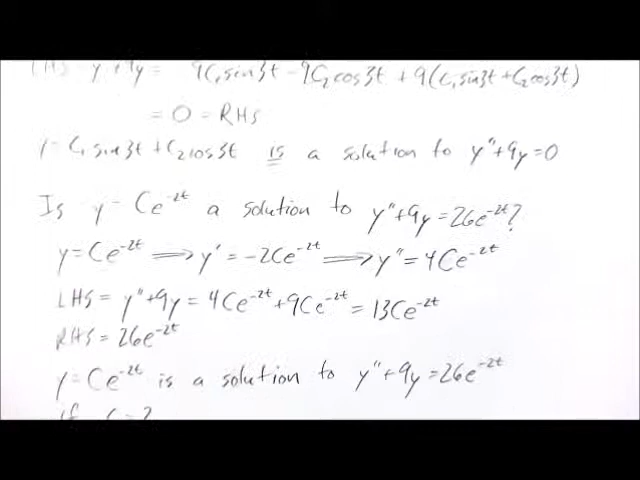 LHS y"+9y = -9C₁sin3t - 9C₂cos3t + 9(C₁sin3t + C₂cos3t)
= 0 = RHS
y = C₁sin3t + C₂cos3t is a solution to y"+9y=0
Is y = Ce^-2t a solution to y"+9y = 26e^-2t?
y = Ce^-2t ⟹ y' = -2Ce^-2t ⟹ y" = 4Ce^-2t
LHS = y"+9y = 4Ce^-2t + 9Ce^-2t = 13Ce^-2t
RHS = 26e^-2t
y = Ce^-2t is a solution to y"+9y = 26e^-2t
if C=2